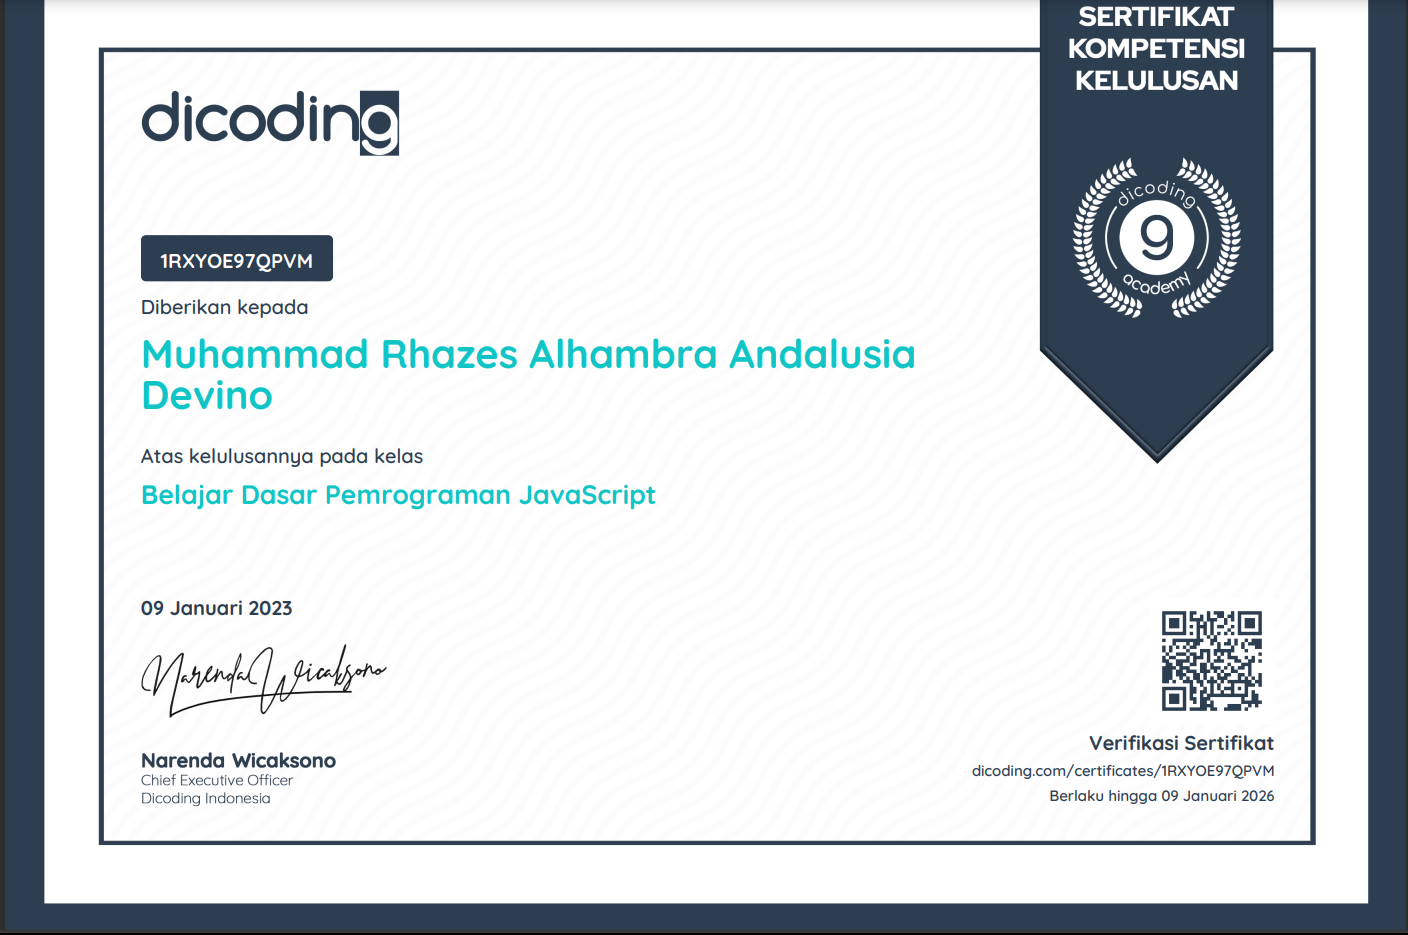 SERTIFIKAT
KOMPETENSI
KELULUSAN
dicoding
dicoding
g
academy
1RXYOE97QPVM
Diberikan kepada
Muhammad Rhazes Alhambra Andalusia
Devino
Atas kelulusannya pada kelas
Belajar Dasar Pemrograman JavaScript
09 Januari 2023
Narenda Wicaksono
Narenda Wicaksono
Chief Executive Officer
Dicoding Indonesia
Verifikasi Sertifikat
dicoding.com/certificates/1RXYOE97QPVM
Berlaku hingga 09 Januari 2026